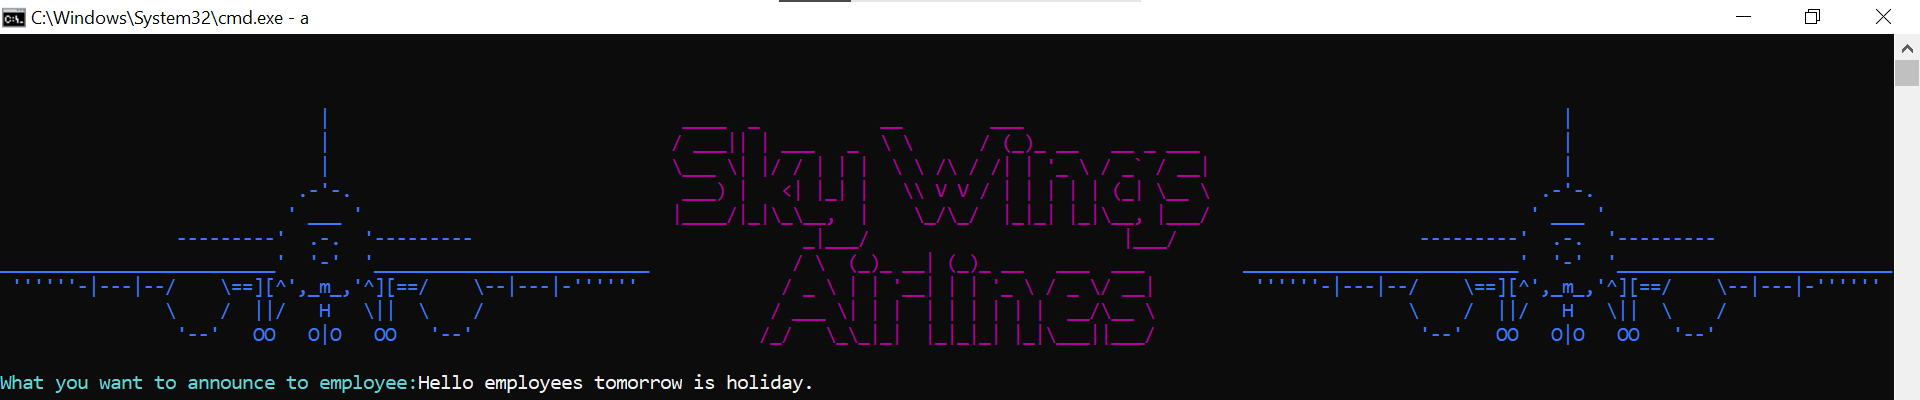 C:\Windows\System32\cmd.exe - a
Sky Wings
Airlines
What you want to announce to employee:Hello employees tomorrow is holiday.